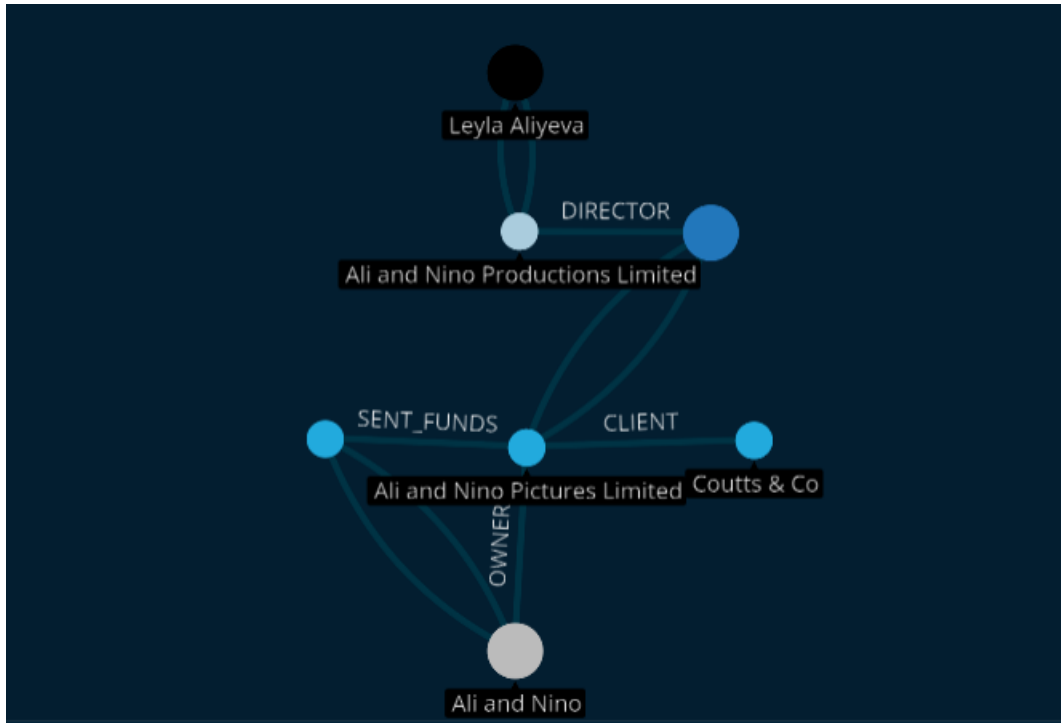 Leyla Aliyeva
DIRECTOR
Ali and Nino Productions Limited
SENT_FUNDS
CLIENT
Ali and Nino Pictures Limited
Coutts & Co
OWNER
Ali and Nino